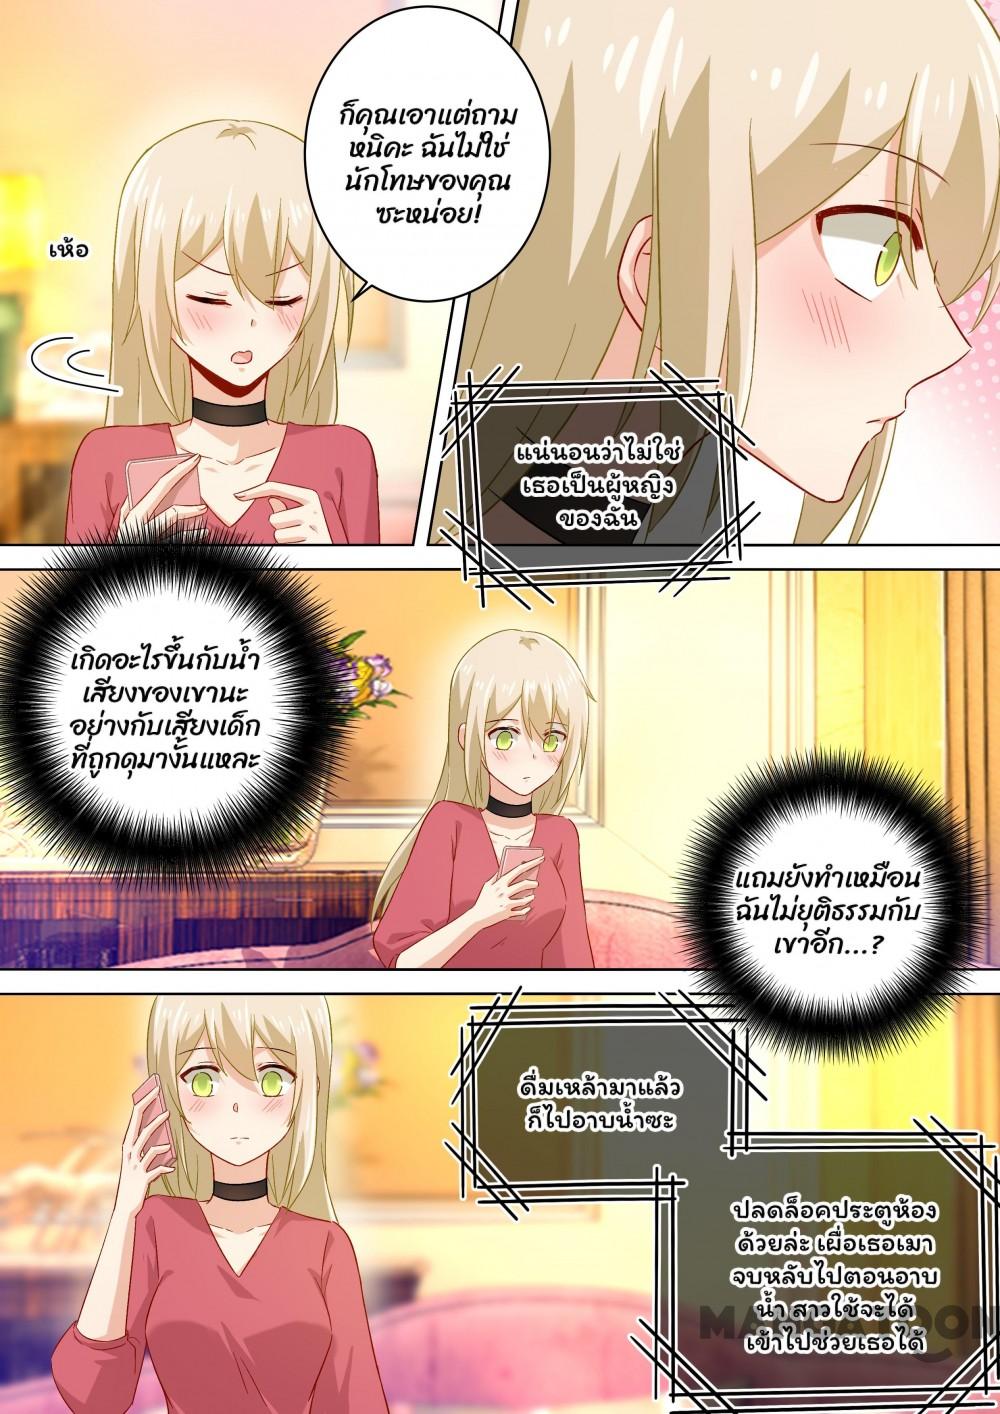 ก็คุณเอาแต่ถาม
หนิคะ ฉันไม่ใช่
นักโทษของคุณ
ซะหน่อย!
เห้อ
แน่นอนว่าไม่ใช่
เธอเป็นผู้หญิง
ของฉัน
เกิดอะไรขึ้นกับน้ำ
เสียงของเขานะ
อย่างกับเสียงเด็ก
ที่ถูกดุมางั้นแหละ
แถมยังทำเหมือน
ฉันไม่ยุติธรรมกับ
เขาอีก...?
ดื่มเหล้ามาแล้ว
ก็ไปอาบน้ำซะ
ปลดล็อคประตูห้อง
ด้วยล่ะ เผื่อเธอเมา
จนหลับไปตอนอาบ
น้ำ สาวใช้จะได้
เข้าไปช่วยเธอได้